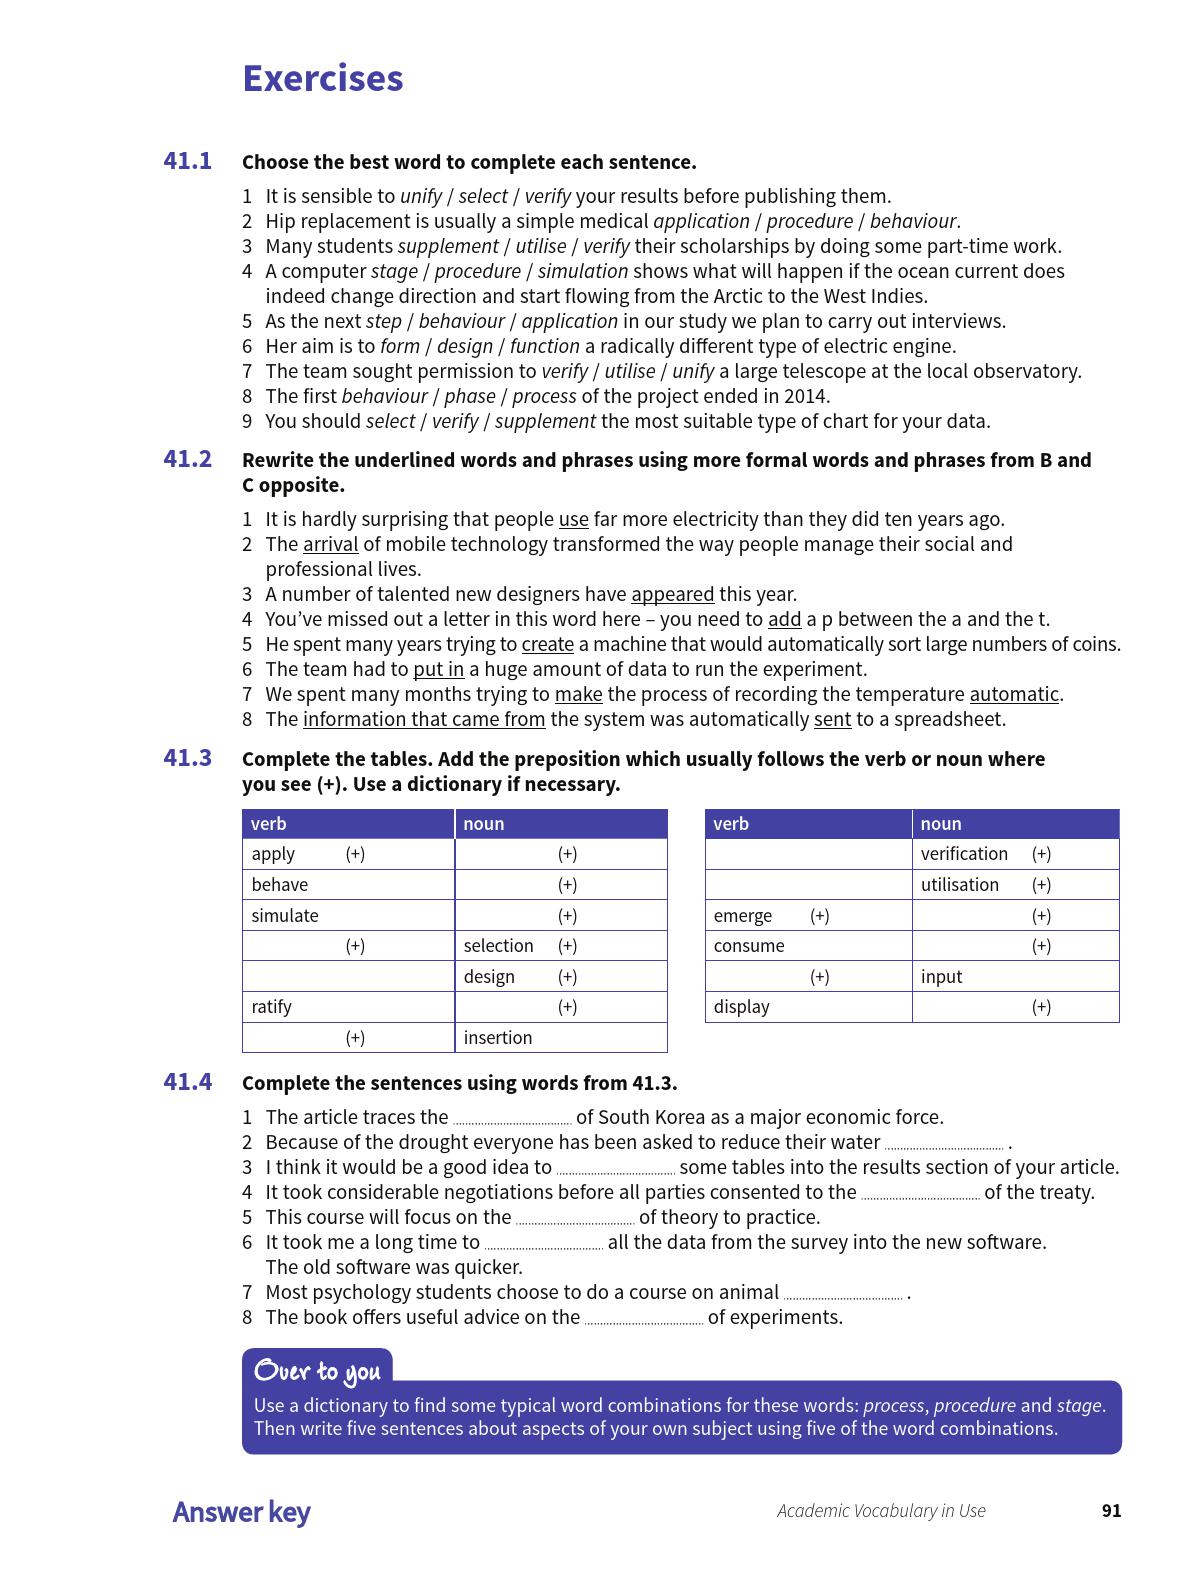 Exercises
41.1 Choose the best word to complete each sentence.
1 It is sensible to unify / select / verify your results before publishing them.
2 Hip replacement is usually a simple medical application / procedure / behaviour.
3 Many students supplement / utilise / verify their scholarships by doing some part-time work.
4 A computer stage / procedure / simulation shows what will happen if the ocean current does
indeed change direction and start flowing from the Arctic to the West Indies.
5 As the next step / behaviour / application in our study we plan to carry out interviews.
6 Her aim is to form / design / function a radically different type of electric engine.
7 The team sought permission to verify / utilise / unify a large telescope at the local observatory.
8 The first behaviour / phase / process of the project ended in 2014.
9 You should select / verify / supplement the most suitable type of chart for your data.
41.2 Rewrite the underlined words and phrases using more formal words and phrases from B and
C opposite.
1 It is hardly surprising that people use far more electricity than they did ten years ago.
2 The arrival of mobile technology transformed the way people manage their social and
professional lives.
3 A number of talented new designers have appeared this year.
4 You’ve missed out a letter in this word here – you need to add a p between the a and the t.
5 He spent many years trying to create a machine that would automatically sort large numbers of coins.
6 The team had to put in a huge amount of data to run the experiment.
7 We spent many months trying to make the process of recording the temperature automatic.
8 The information that came from the system was automatically sent to a spreadsheet.
41.3 Complete the tables. Add the preposition which usually follows the verb or noun where
you see (+). Use a dictionary if necessary.
verb noun
apply (+) (+)
behave (+)
simulate (+)
(+) selection (+)
design (+)
ratify (+)
(+) insertion
verb noun
verification (+)
utilisation (+)
emerge (+) (+)
consume (+)
(+) input
display (+)
41.4 Complete the sentences using words from 41.3.
1 The article traces the .............................. of South Korea as a major economic force.
2 Because of the drought everyone has been asked to reduce their water .............................. .
3 I think it would be a good idea to .............................. some tables into the results section of your article.
4 It took considerable negotiations before all parties consented to the .............................. of the treaty.
5 This course will focus on the .............................. of theory to practice.
6 It took me a long time to .............................. all the data from the survey into the new software.
The old software was quicker.
7 Most psychology students choose to do a course on animal .............................. .
8 The book offers useful advice on the .............................. of experiments.
Over to you
Use a dictionary to find some typical word combinations for these words: process, procedure and stage.
Then write five sentences about aspects of your own subject using five of the word combinations.
Answer key Academic Vocabulary in Use 91